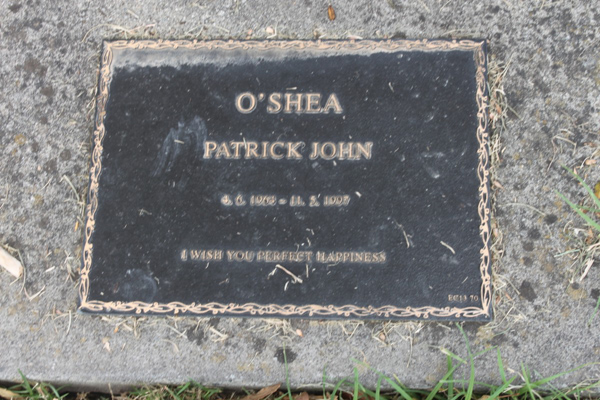 O'SHEA
PATRICK JOHN
I WISH YOU PERFECT HAPPINESS